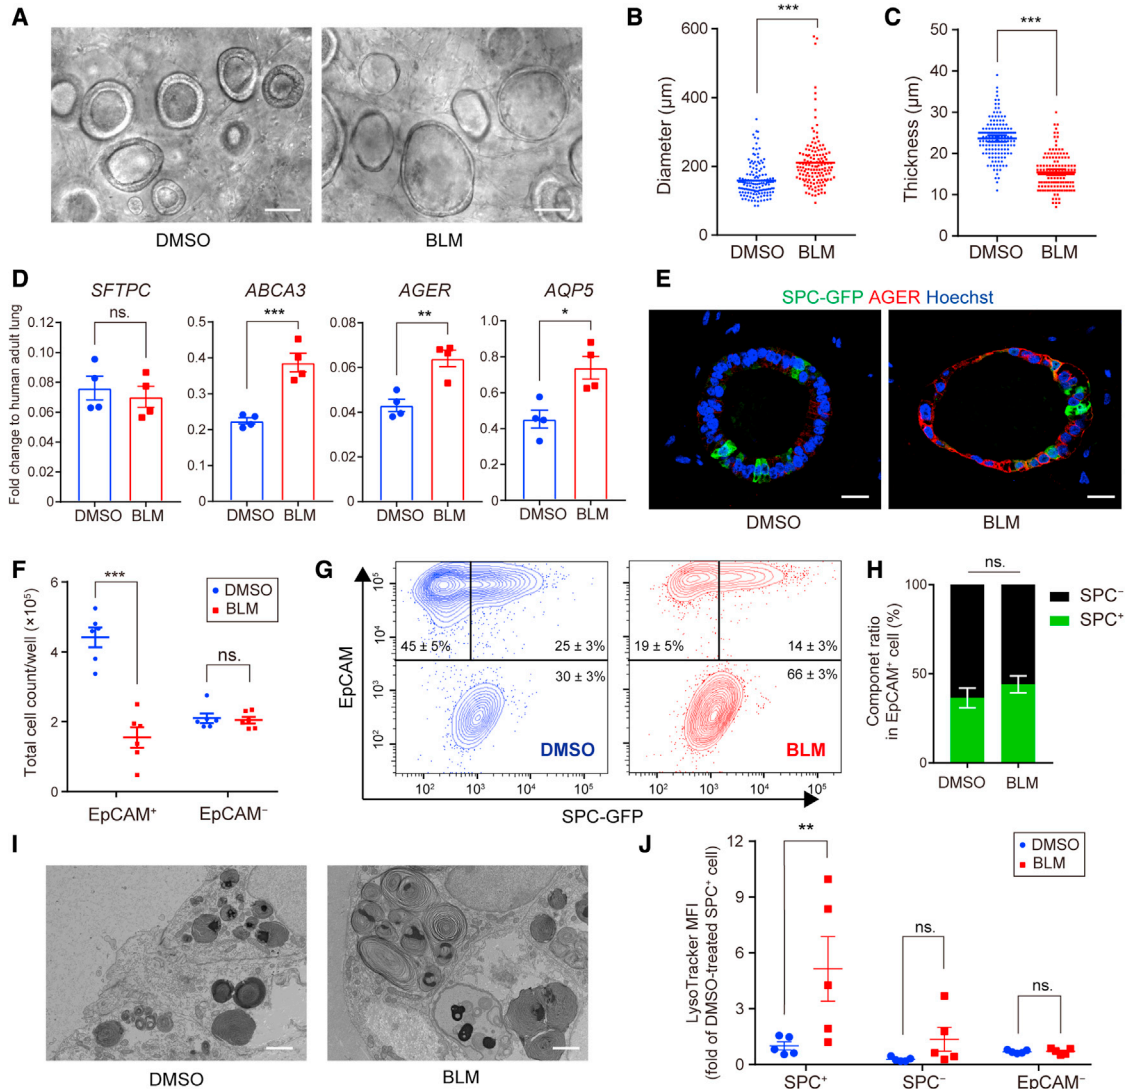 A
DMSO
BLM
B
***
Diameter (µm)
600
400
200
0
DMSO
BLM
C
***
Thickness (µm)
50
40
30
20
10
0
DMSO
BLM
D
Fold change to human adult lung
SFTPC
ns.
0.12
0.10
0.08
0.06
0.04
0.02
0
DMSO
BLM
ABCA3
***
0.5
0.4
0.3
0.2
0.1
0
DMSO
BLM
AGER
**
0.08
0.06
0.04
0.02
0
DMSO
BLM
AQP5
*
1.0
0.8
0.6
0.4
0.2
0
DMSO
BLM
E
SPC-GFP AGER Hoechst
DMSO
BLM
F
Total cell count/well (×10⁵)
6
4
2
0
***
ns.
DMSO
BLM
EpCAM⁺
EpCAM⁻
G
EpCAM
10⁵
10⁴
10³
10²
45 ± 5%
25 ± 3%
30 ± 3%
DMSO
10² 10³ 10⁴ 10⁵
10⁵
10⁴
10³
10²
19 ± 5%
14 ± 3%
66 ± 3%
BLM
10² 10³ 10⁴ 10⁵
SPC-GFP
H
Componet ratio
in EpCAM⁺ cell (%)
100
50
0
ns.
SPC⁻
SPC⁺
DMSO
BLM
I
DMSO
BLM
J
LysoTracker MFI
(fold of DMSO-treated SPC⁺ cell)
12
9
6
3
0
**
ns.
ns.
DMSO
BLM
SPC⁺
SPC⁻
EpCAM⁻